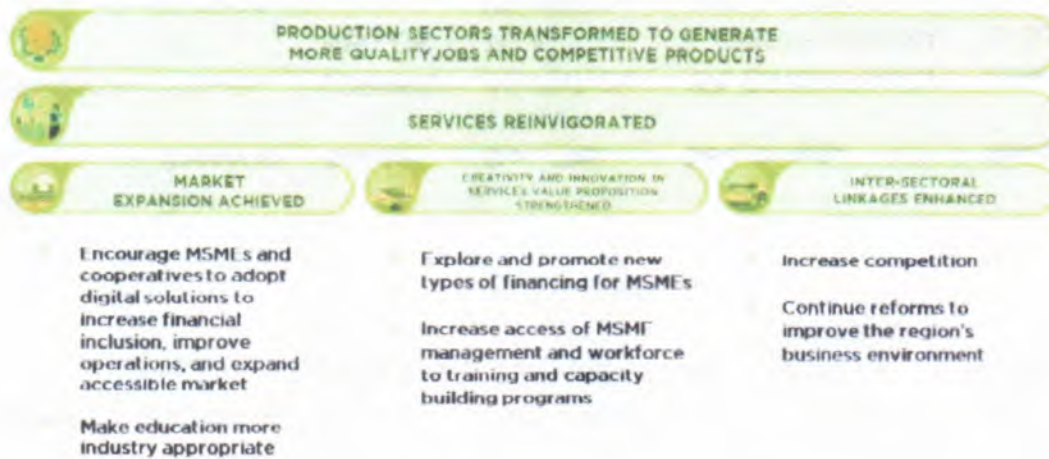 PRODUCTION SECTORS TRANSFORMED TO GENERATE
MORE QUALITY JOBS AND COMPETITIVE PRODUCTS
SERVICES REINVIGORATED
MARKET
EXPANSION ACHIEVED
CREATIVITY AND INNOVATION IN
SERVICES VALUE PROPOSITION
STRENGTHENED
INTER-SECTORAL
LINKAGES ENHANCED
Encourage MSMEs and
cooperatives to adopt
digital solutions to
increase financial
inclusion, improve
operations, and expand
accessible market
Make education more
industry appropriate
Explore and promote new
types of financing for MSMEs
Increase access of MSME
management and workforce
to training and capacity
building programs
Increase competition
Continue reforms to
improve the region's
business environment